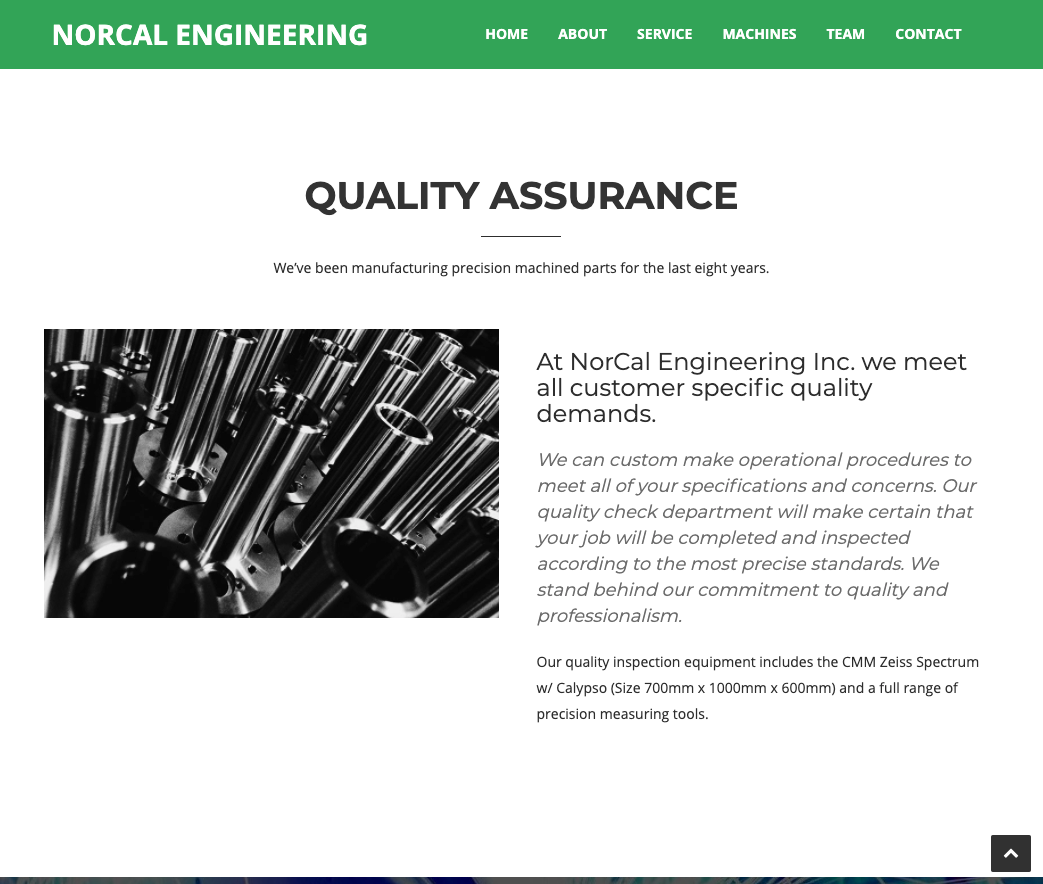 NORCAL ENGINEERING
HOME ABOUT SERVICE MACHINES TEAM CONTACT
QUALITY ASSURANCE
We’ve been manufacturing precision machined parts for the last eight years.
At NorCal Engineering Inc. we meet
all customer specific quality
demands.
We can custom make operational procedures to
meet all of your specifications and concerns. Our
quality check department will make certain that
your job will be completed and inspected
according to the most precise standards. We
stand behind our commitment to quality and
professionalism.
Our quality inspection equipment includes the CMM Zeiss Spectrum
w/ Calypso (Size 700mm x 1000mm x 600mm) and a full range of
precision measuring tools.